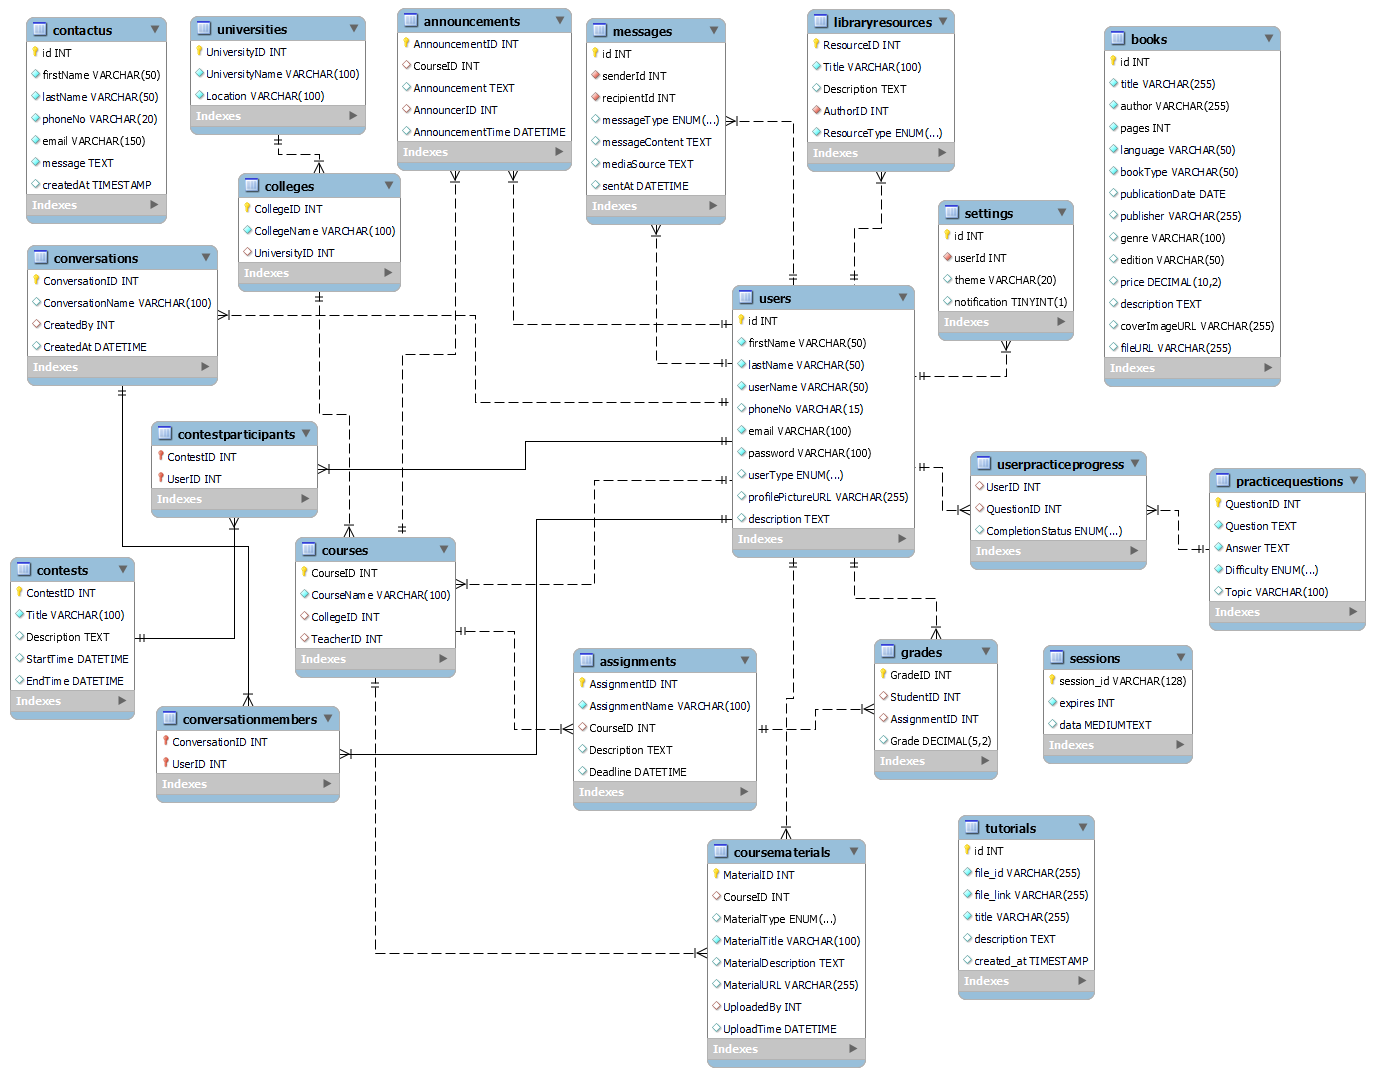 contactus
id INT
firstName VARCHAR(50)
lastName VARCHAR(50)
phoneNo VARCHAR(20)
email VARCHAR(150)
message TEXT
createdAt TIMESTAMP
Indexes
universities
UniversityID INT
UniversityName VARCHAR(100)
Location VARCHAR(100)
Indexes
announcements
AnnouncementID INT
CourseID INT
Announcement TEXT
AnnouncerID INT
AnnouncementTime DATETIME
Indexes
messages
id INT
senderId INT
recipientId INT
messageType ENUM(...)
messageContent TEXT
mediaSource TEXT
sentAt DATETIME
Indexes
libraryresources
ResourceID INT
Title VARCHAR(100)
Description TEXT
AuthorID INT
ResourceType ENUM(...)
Indexes
books
id INT
title VARCHAR(255)
author VARCHAR(255)
pages INT
language VARCHAR(50)
bookType VARCHAR(50)
publicationDate DATE
publisher VARCHAR(255)
genre VARCHAR(100)
edition VARCHAR(50)
price DECIMAL(10,2)
description TEXT
coverImageURL VARCHAR(255)
fileURL VARCHAR(255)
Indexes
colleges
CollegeID INT
CollegeName VARCHAR(100)
UniversityID INT
Indexes
settings
id INT
userId INT
theme VARCHAR(20)
notification TINYINT(1)
Indexes
conversations
ConversationID INT
ConversationName VARCHAR(100)
CreatedBy INT
CreatedAt DATETIME
Indexes
users
id INT
firstName VARCHAR(50)
lastName VARCHAR(50)
userName VARCHAR(50)
phoneNo VARCHAR(15)
email VARCHAR(100)
password VARCHAR(100)
userType ENUM(...)
profilePictureURL VARCHAR(255)
description TEXT
Indexes
contestparticipants
ContestID INT
UserID INT
Indexes
userpracticeprogress
UserID INT
QuestionID INT
CompletionStatus ENUM(...)
Indexes
practicequestions
QuestionID INT
Question TEXT
Answer TEXT
Difficulty ENUM(...)
Topic VARCHAR(100)
Indexes
courses
CourseID INT
CourseName VARCHAR(100)
CollegeID INT
TeacherID INT
Indexes
contests
ContestID INT
Title VARCHAR(100)
Description TEXT
StartTime DATETIME
EndTime DATETIME
Indexes
assignments
AssignmentID INT
AssignmentName VARCHAR(100)
CourseID INT
Description TEXT
Deadline DATETIME
Indexes
grades
GradeID INT
StudentID INT
AssignmentID INT
Grade DECIMAL(5,2)
Indexes
sessions
session_id VARCHAR(128)
expires INT
data MEDIUMTEXT
Indexes
conversationmembers
ConversationID INT
UserID INT
Indexes
tutorials
id INT
file_id VARCHAR(255)
file_link VARCHAR(255)
title VARCHAR(255)
description TEXT
created_at TIMESTAMP
Indexes
coursematerials
MaterialID INT
CourseID INT
MaterialType ENUM(...)
MaterialTitle VARCHAR(100)
MaterialDescription TEXT
MaterialURL VARCHAR(255)
UploadedBy INT
UploadTime DATETIME
Indexes